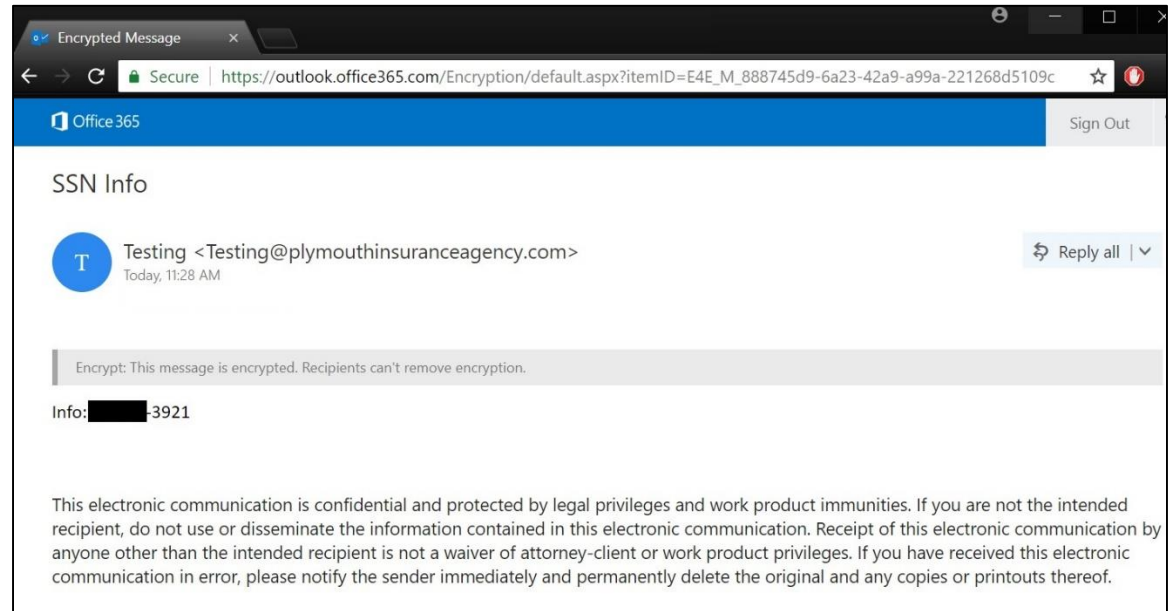 Encrypted Message
Secure | https://outlook.office365.com/Encryption/default.aspx?itemID=E4E_M_888745d9-6a23-42a9-a99a-221268d5109c
Office 365
Sign Out
SSN Info
T
Testing <Testing@plymouthinsuranceagency.com>
Reply all
Today, 11:28 AM
Encrypt: This message is encrypted. Recipients can't remove encryption.
Info: -3921
This electronic communication is confidential and protected by legal privileges and work product immunities. If you are not the intended
recipient, do not use or disseminate the information contained in this electronic communication. Receipt of this electronic communication by
anyone other than the intended recipient is not a waiver of attorney-client or work product privileges. If you have received this electronic
communication in error, please notify the sender immediately and permanently delete the original and any copies or printouts thereof.